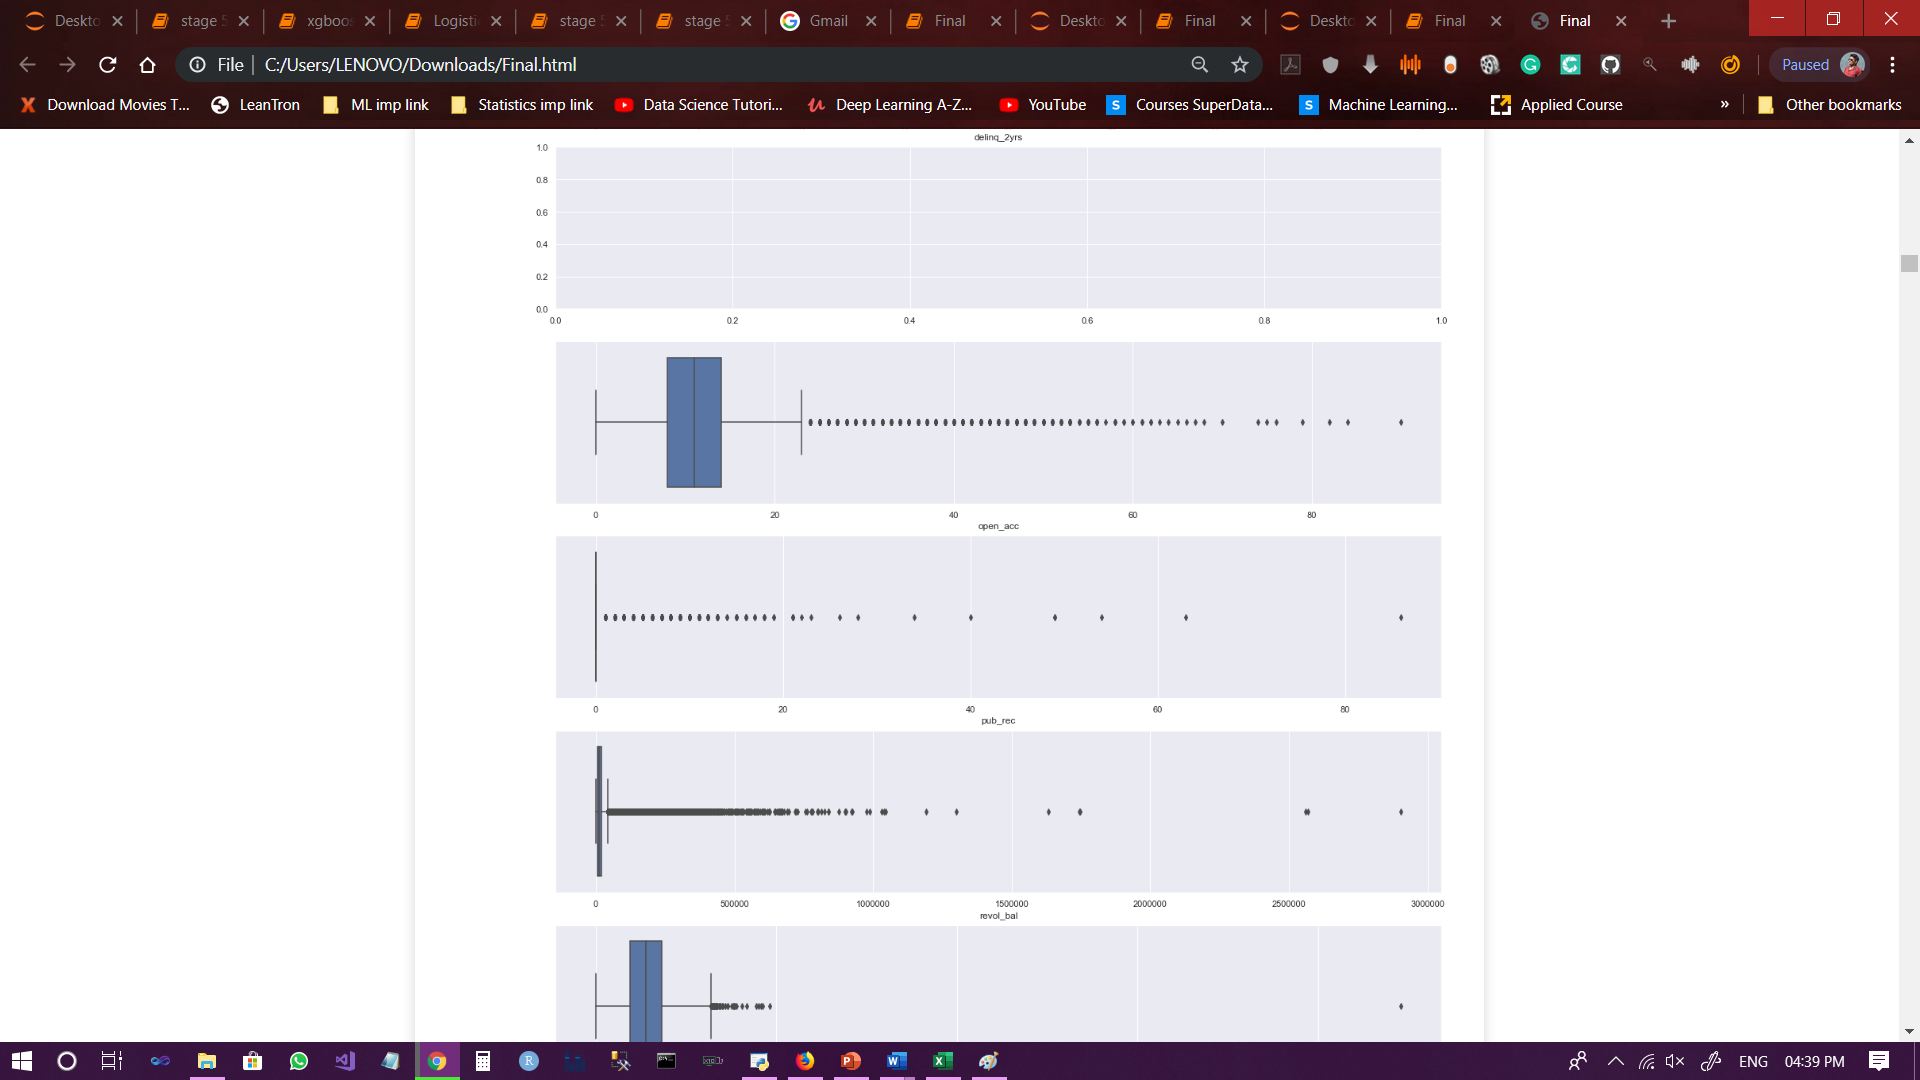 Deskto
stage 5
xgboos
Logisti
stage 5
stage 5
Gmail
Final
Deskto
Final
Deskto
Final
Final
File
C:/Users/LENOVO/Downloads/Final.html
Paused
Download Movies T...
LeanTron
ML imp link
Statistics imp link
Data Science Tutori...
Deep Learning A-Z...
YouTube
Courses SuperData...
Machine Learning...
Applied Course
»
Other bookmarks
delinq_2yrs
1.0
0.8
0.6
0.4
0.2
0.0
0.0 0.2 0.4 0.6 0.8 1.0
0 20 40 60 80
open_acc
0 20 40 60 80
pub_rec
0 500000 1000000 1500000 2000000 2500000 3000000
revol_bal
ENG
04:39 PM